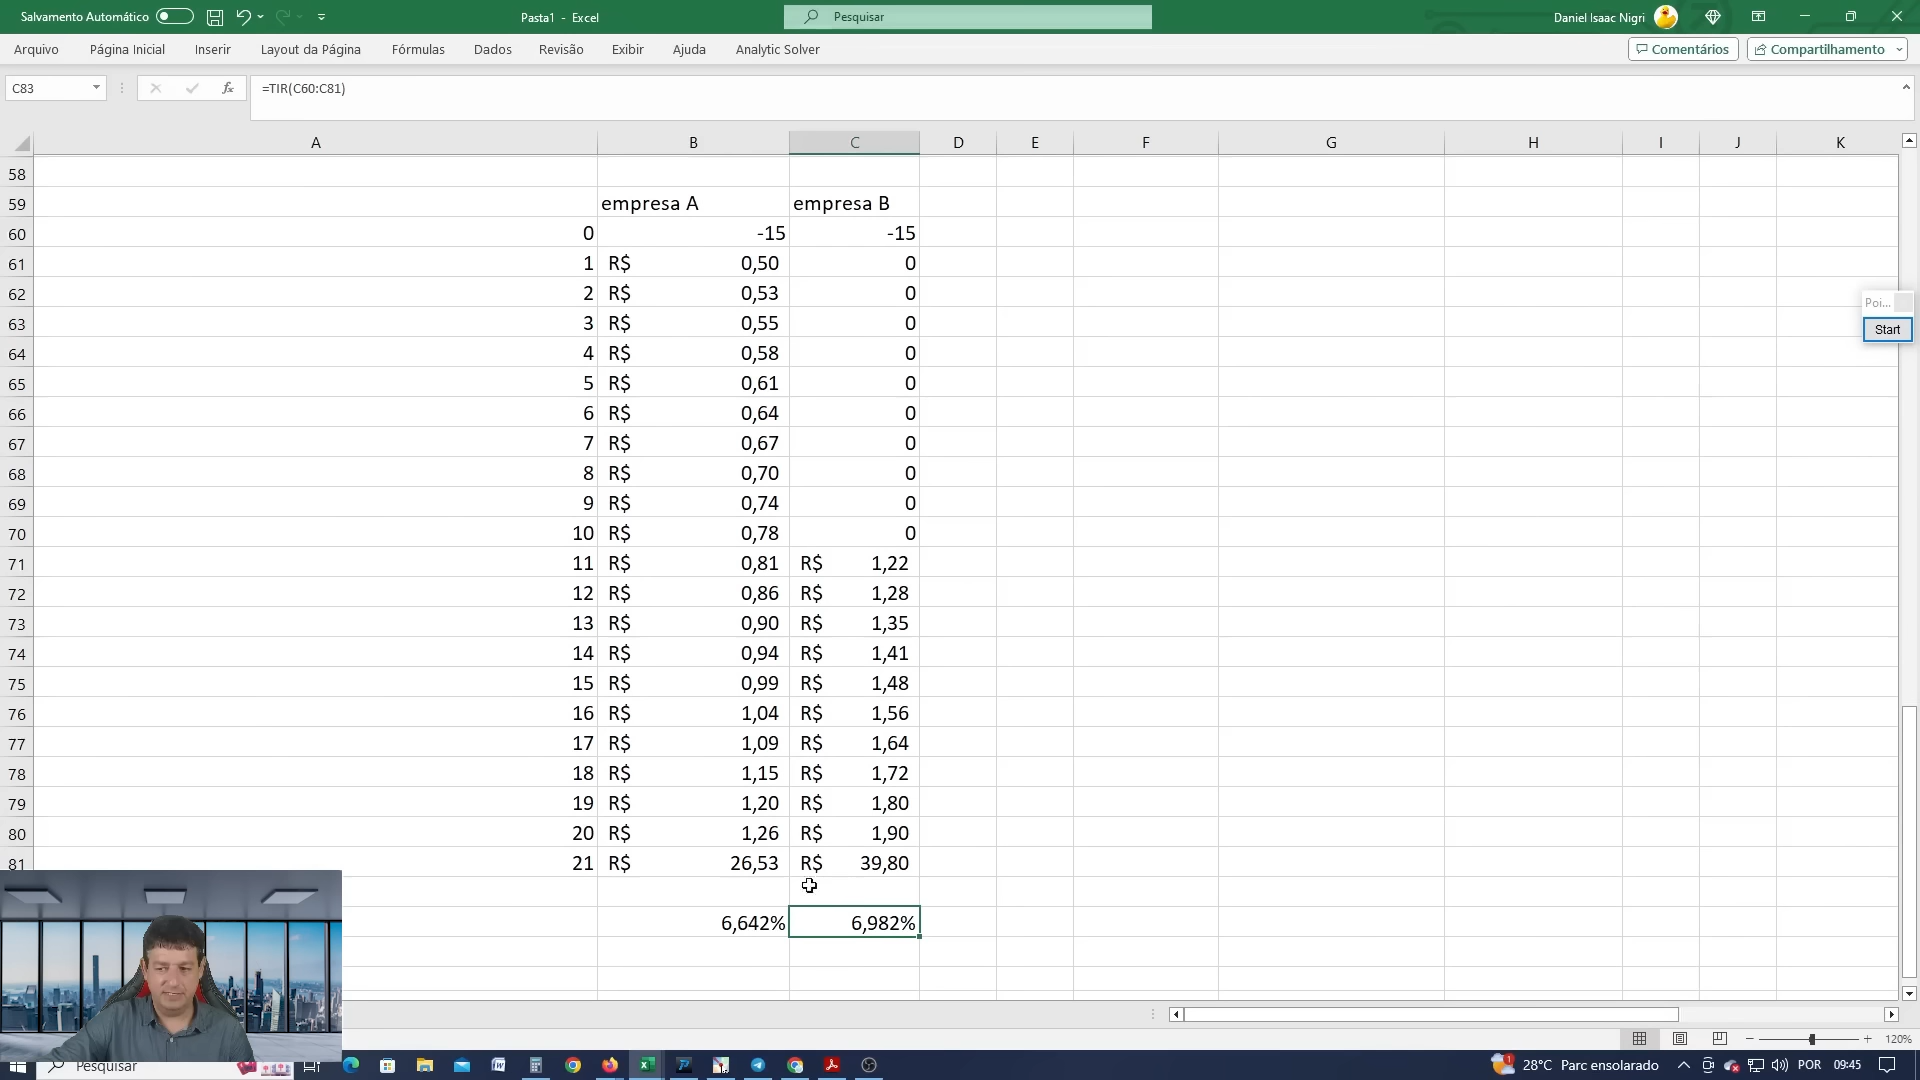 Salvamento Automático
Pasta1 - Excel
Pesquisar
Daniel Isaac Nigri
Arquivo Página Inicial Inserir Layout da Página Fórmulas Dados Revisão Exibir Ajuda Analytic Solver
Comentários Compartilhamento
C83 fx =TIR(C60:C81)
A B C D E F G H I J K
58
59 empresa A empresa B
60 0 -15 -15
61 1 R$ 0,50 0
62 2 R$ 0,53 0
63 3 R$ 0,55 0
64 4 R$ 0,58 0
65 5 R$ 0,61 0
66 6 R$ 0,64 0
67 7 R$ 0,67 0
68 8 R$ 0,70 0
69 9 R$ 0,74 0
70 10 R$ 0,78 0
71 11 R$ 0,81 R$ 1,22
72 12 R$ 0,86 R$ 1,28
73 13 R$ 0,90 R$ 1,35
74 14 R$ 0,94 R$ 1,41
75 15 R$ 0,99 R$ 1,48
76 16 R$ 1,04 R$ 1,56
77 17 R$ 1,09 R$ 1,64
78 18 R$ 1,15 R$ 1,72
79 19 R$ 1,20 R$ 1,80
80 20 R$ 1,26 R$ 1,90
81 21 R$ 26,53 R$ 39,80
6,642% 6,982%
Poi...
Start
120%
Pesquisar
1
28°C Parc ensolarado
POR 09:45